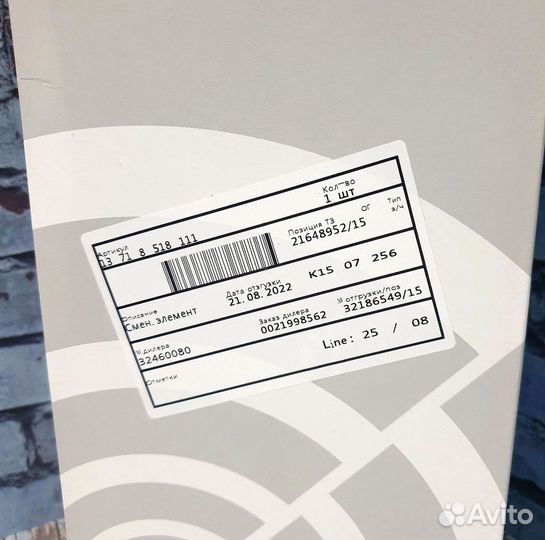 Артикул
13 71 8 518 111
Кол-во
1 шт
Позиция ТЗ
21648952/15
ОГ
Тип
з/ч
Описание
Смен. элемент
Дата отгузки
21.08.2022
K15 07 256
№ дилера
32460080
Заказ дилера
0021998562
№ отгрузки/поз
32186549/15
Отметки
Line: 25 / 08
Avito